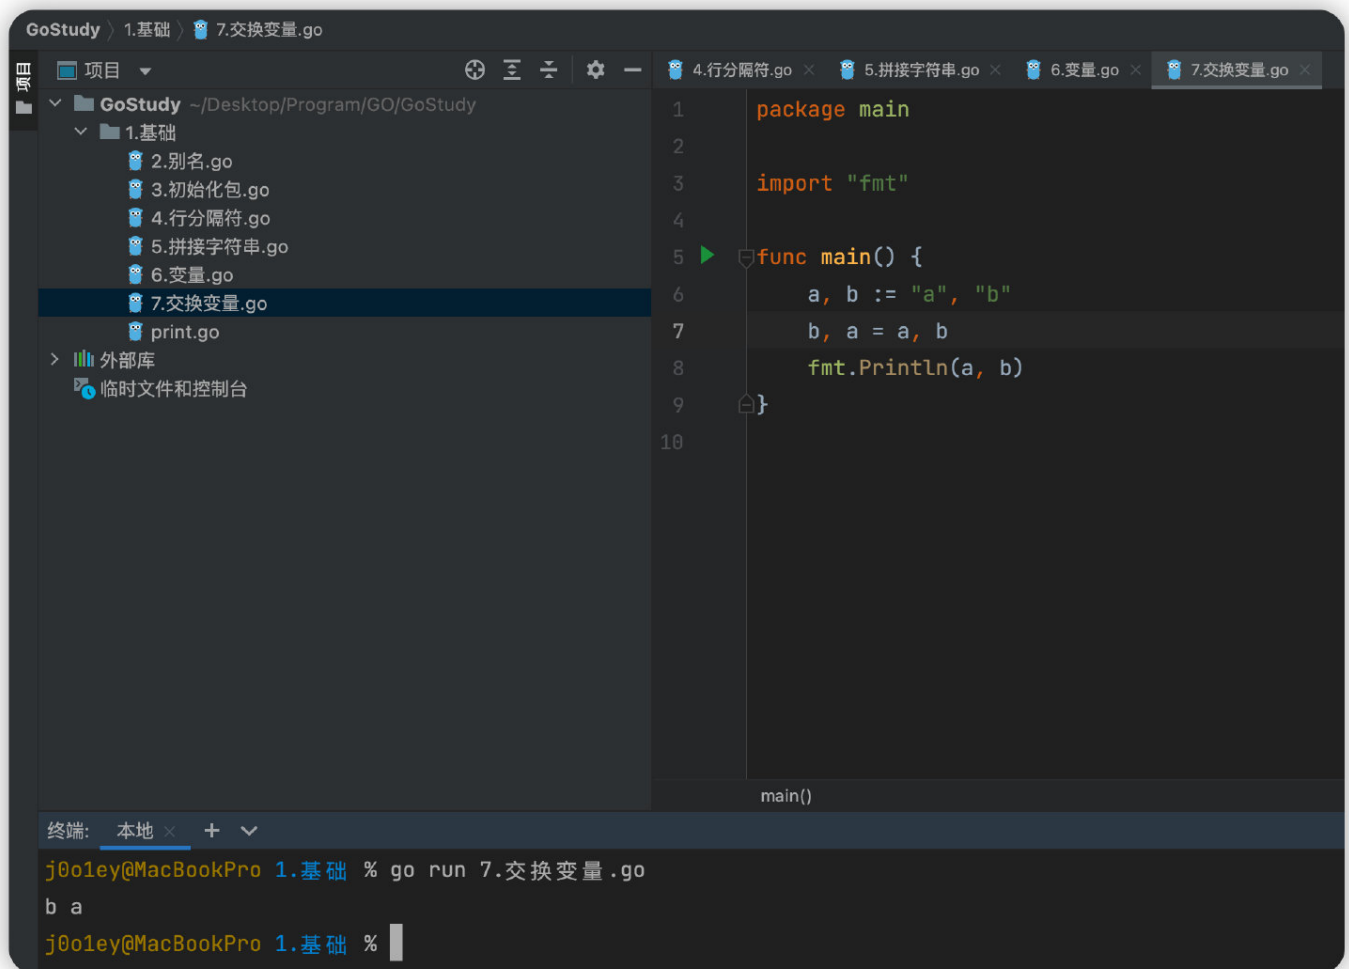 GoStudy 1.基础 7.交换变量.go
项目
项目
GoStudy ~/Desktop/Program/GO/GoStudy
1.基础
2.别名.go
3.初始化包.go
4.行分隔符.go
5.拼接字符串.go
6.变量.go
7.交换变量.go
print.go
外部库
临时文件和控制台
4.行分隔符.go × 5.拼接字符串.go × 6.变量.go × 7.交换变量.go ×
1 package main
2
3 import "fmt"
4
5 func main() {
6 a, b := "a", "b"
7 b, a = a, b
8 fmt.Println(a, b)
9 }
10
main()
终端: 本地 × +
j0o1ey@MacBookPro 1.基础 % go run 7.交换变量.go
b a
j0o1ey@MacBookPro 1.基础 %